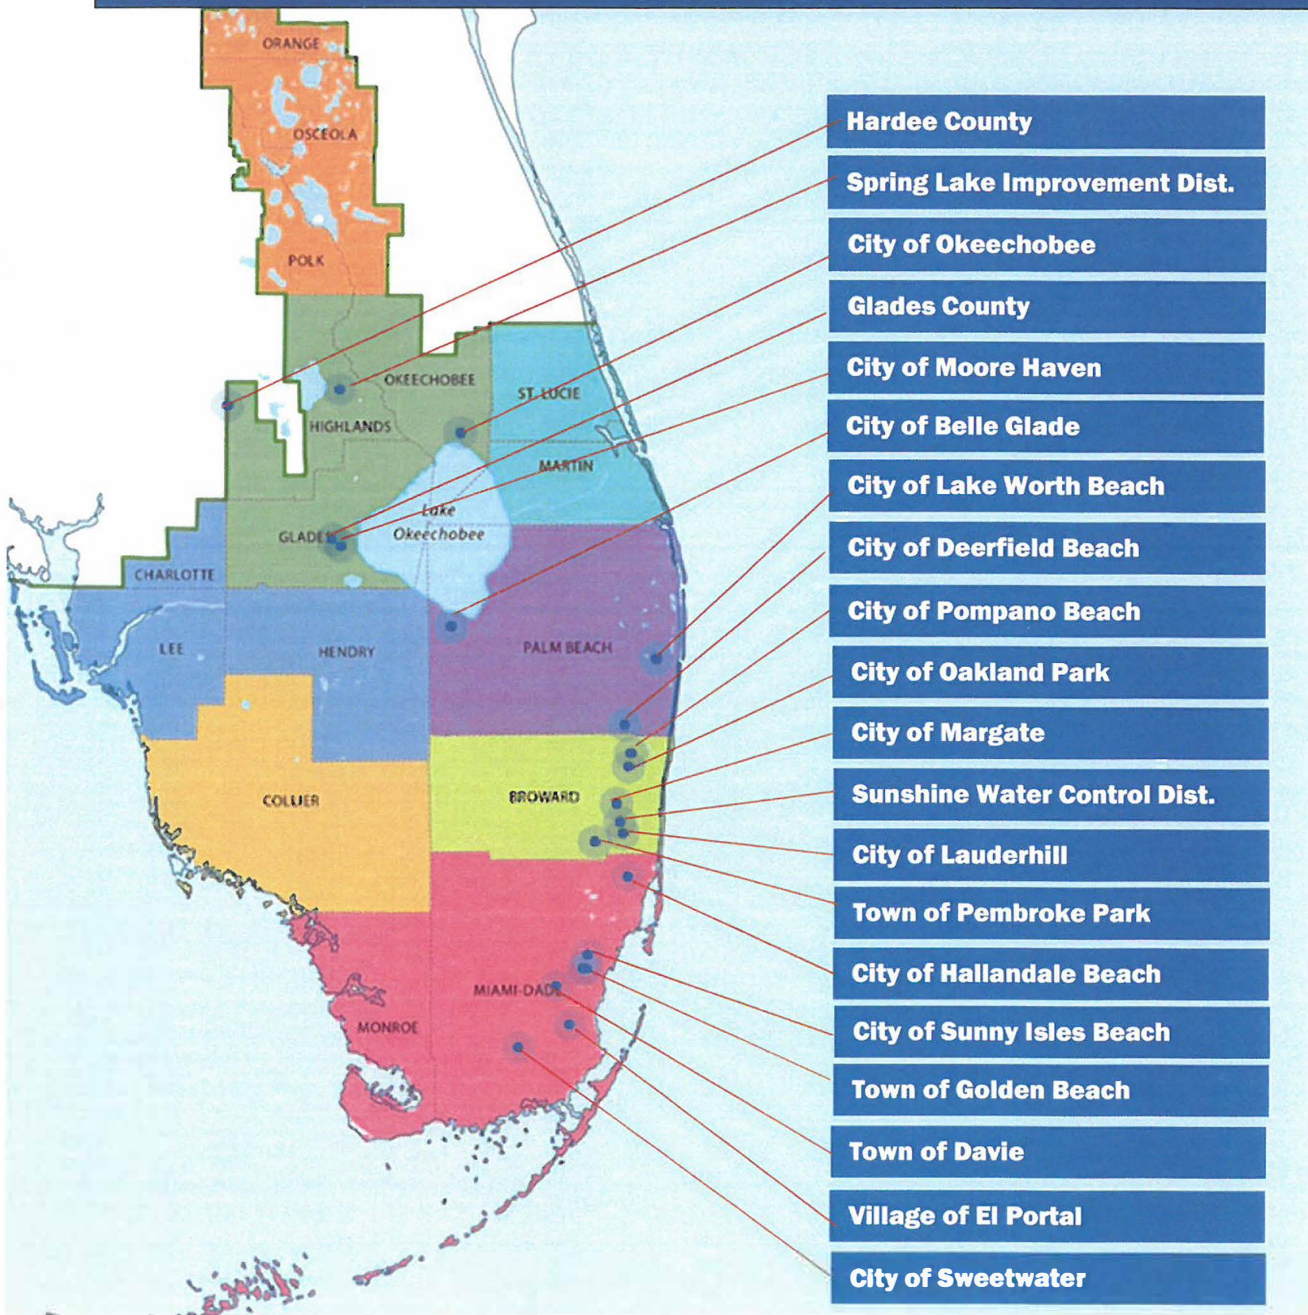 ORANGE
OSCEOLA
POLK
OKEECHOBEE
ST. LUCIE
HIGHLANDS
MARTIN
Lake
Okeechobee
GLADES
CHARLOTTE
LEE
HENDRY
PALM BEACH
COLLIER
BROWARD
MIAMI-DADE
MONROE
Hardee County
Spring Lake Improvement Dist.
City of Okeechobee
Glades County
City of Moore Haven
City of Belle Glade
City of Lake Worth Beach
City of Deerfield Beach
City of Pompano Beach
City of Oakland Park
City of Margate
Sunshine Water Control Dist.
City of Lauderhill
Town of Pembroke Park
City of Hallandale Beach
City of Sunny Isles Beach
Town of Golden Beach
Town of Davie
Village of El Portal
City of Sweetwater